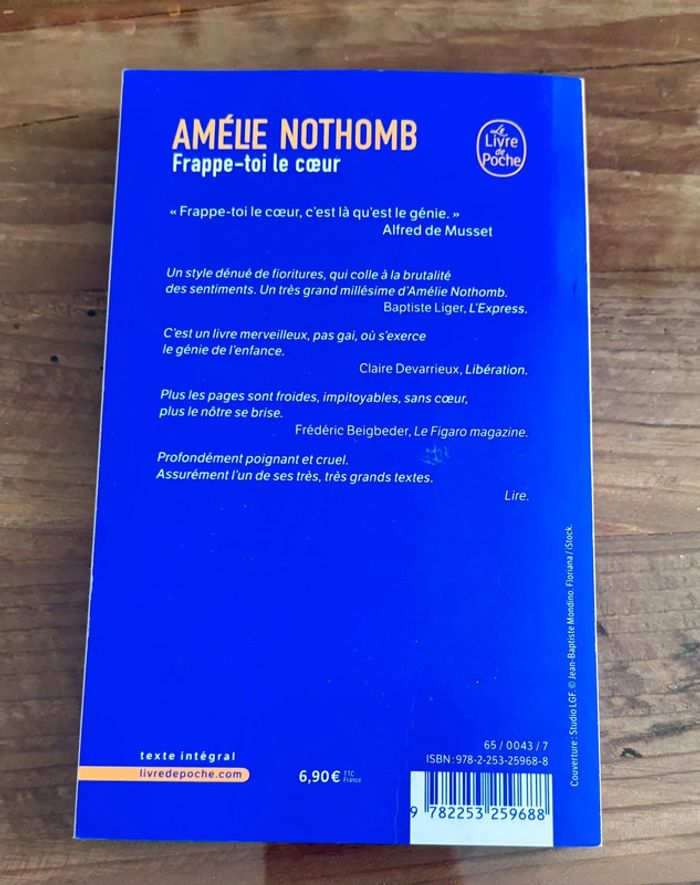 AMÉLIE NOTHOMB
Frappe-toi le cœur
Le
Livre
de
Poche
« Frappe-toi le cœur, c'est là qu'est le génie. »
Alfred de Musset
Un style dénué de fioritures, qui colle à la brutalité
des sentiments. Un très grand millésime d'Amélie Nothomb.
Baptiste Liger, L'Express.
C'est un livre merveilleux, pas gai, où s'exerce
le génie de l'enfance.
Claire Devarrieux, Libération.
Plus les pages sont froides, impitoyables, sans cœur,
plus le nôtre se brise.
Frédéric Beigbeder, Le Figaro magazine.
Profondément poignant et cruel.
Assurément l'un de ses très, très grands textes.
Lire.
Couverture : Studio LGF. © Jean-Baptiste Mondino. Floriana / iStock.
texte intégral
livredepoche.com
6,90 € TTC
France
65 / 0043 / 7
ISBN : 978-2-253-25968-8
9 782253 259688